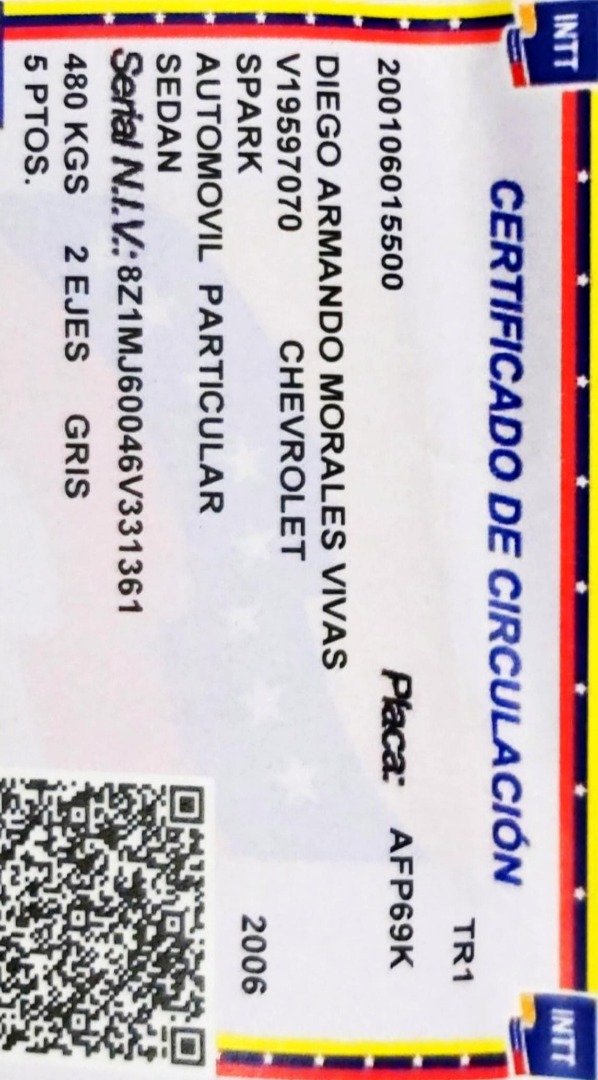 INTT INTT
CERTIFICADO DE CIRCULACIÓN
TR1
200106015500 Placa: AFP69K
DIEGO ARMANDO MORALES VIVAS
V19597070 CHEVROLET
SPARK 2006
AUTOMOVIL PARTICULAR
SEDAN
Serial N.I.V.: 8Z1MJ60046V331361
480 KGS 2 EJES GRIS
5 PTOS.